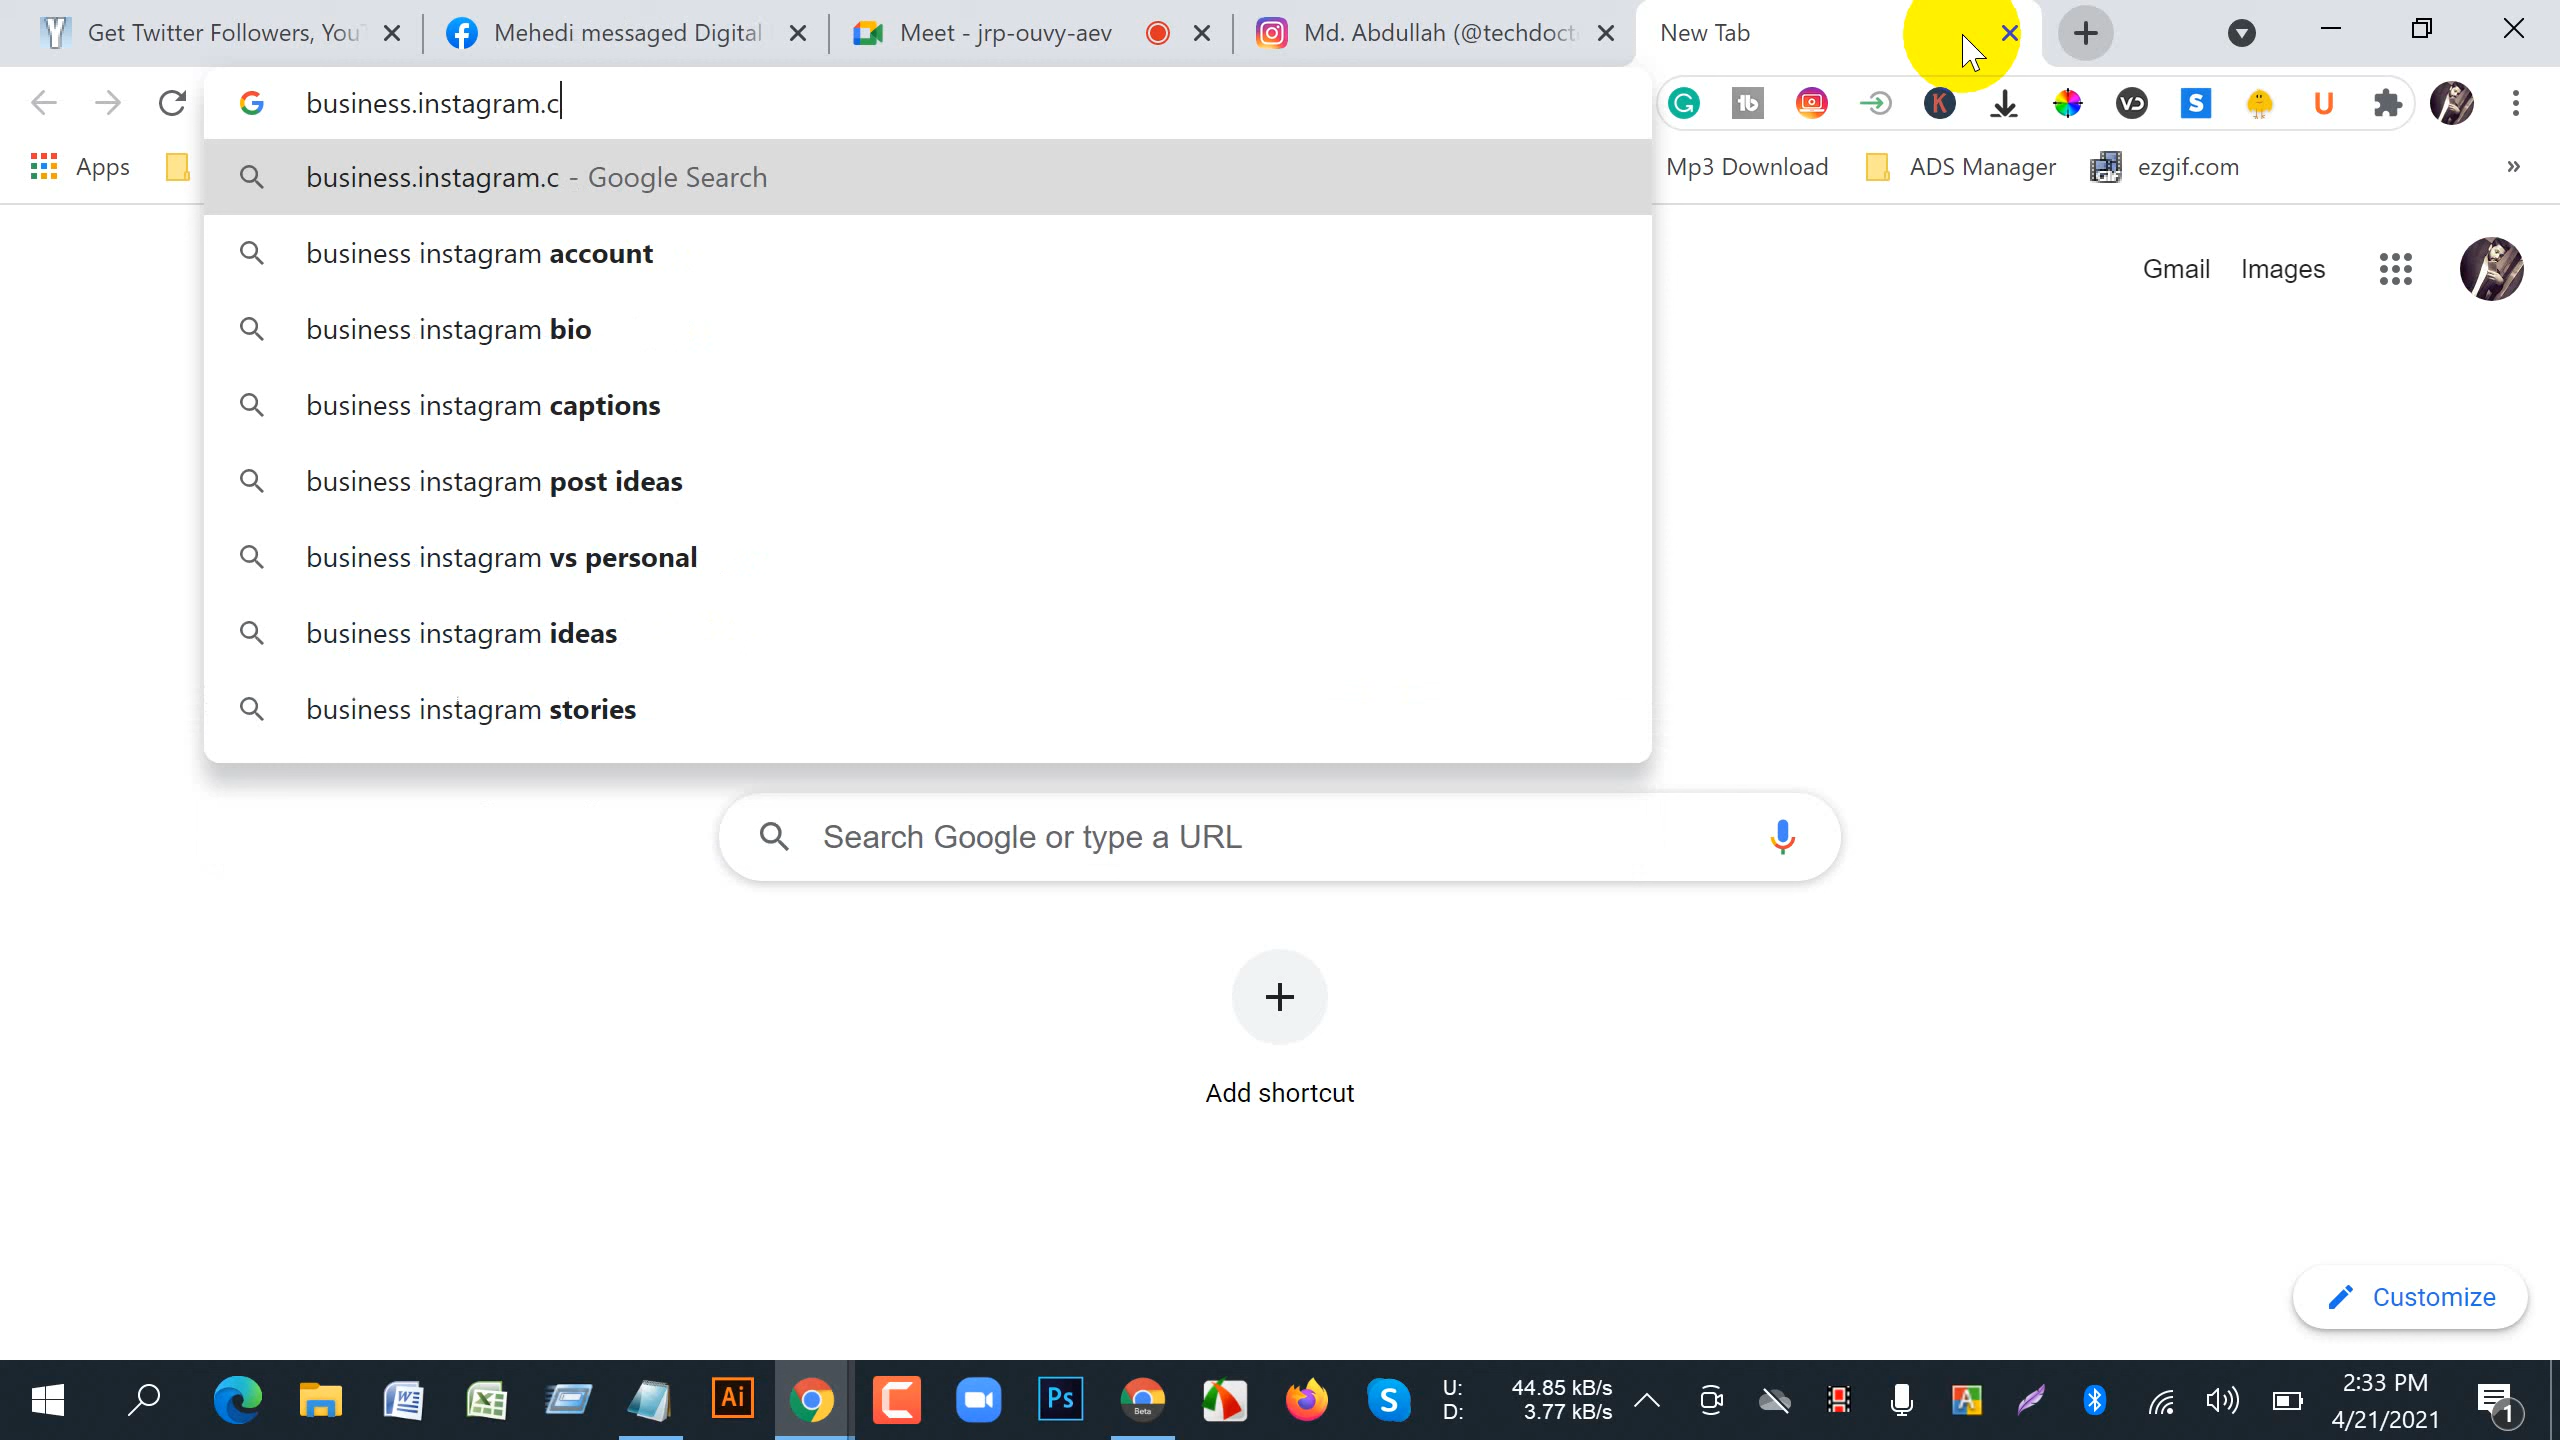 Get Twitter Followers, You
Mehedi messaged Digital
Meet - jrp-ouvy-aev
Md. Abdullah (@techdoct
New Tab
business.instagram.c
Apps
Mp3 Download
ADS Manager
ezgif.com
»
business.instagram.c - Google Search
business instagram account
business instagram bio
business instagram captions
business instagram post ideas
business instagram vs personal
business instagram ideas
business instagram stories
Gmail
Images
Search Google or type a URL
Add shortcut
Customize
U: 44.85 kB/s
D: 3.77 kB/s
2:33 PM
4/21/2021
1